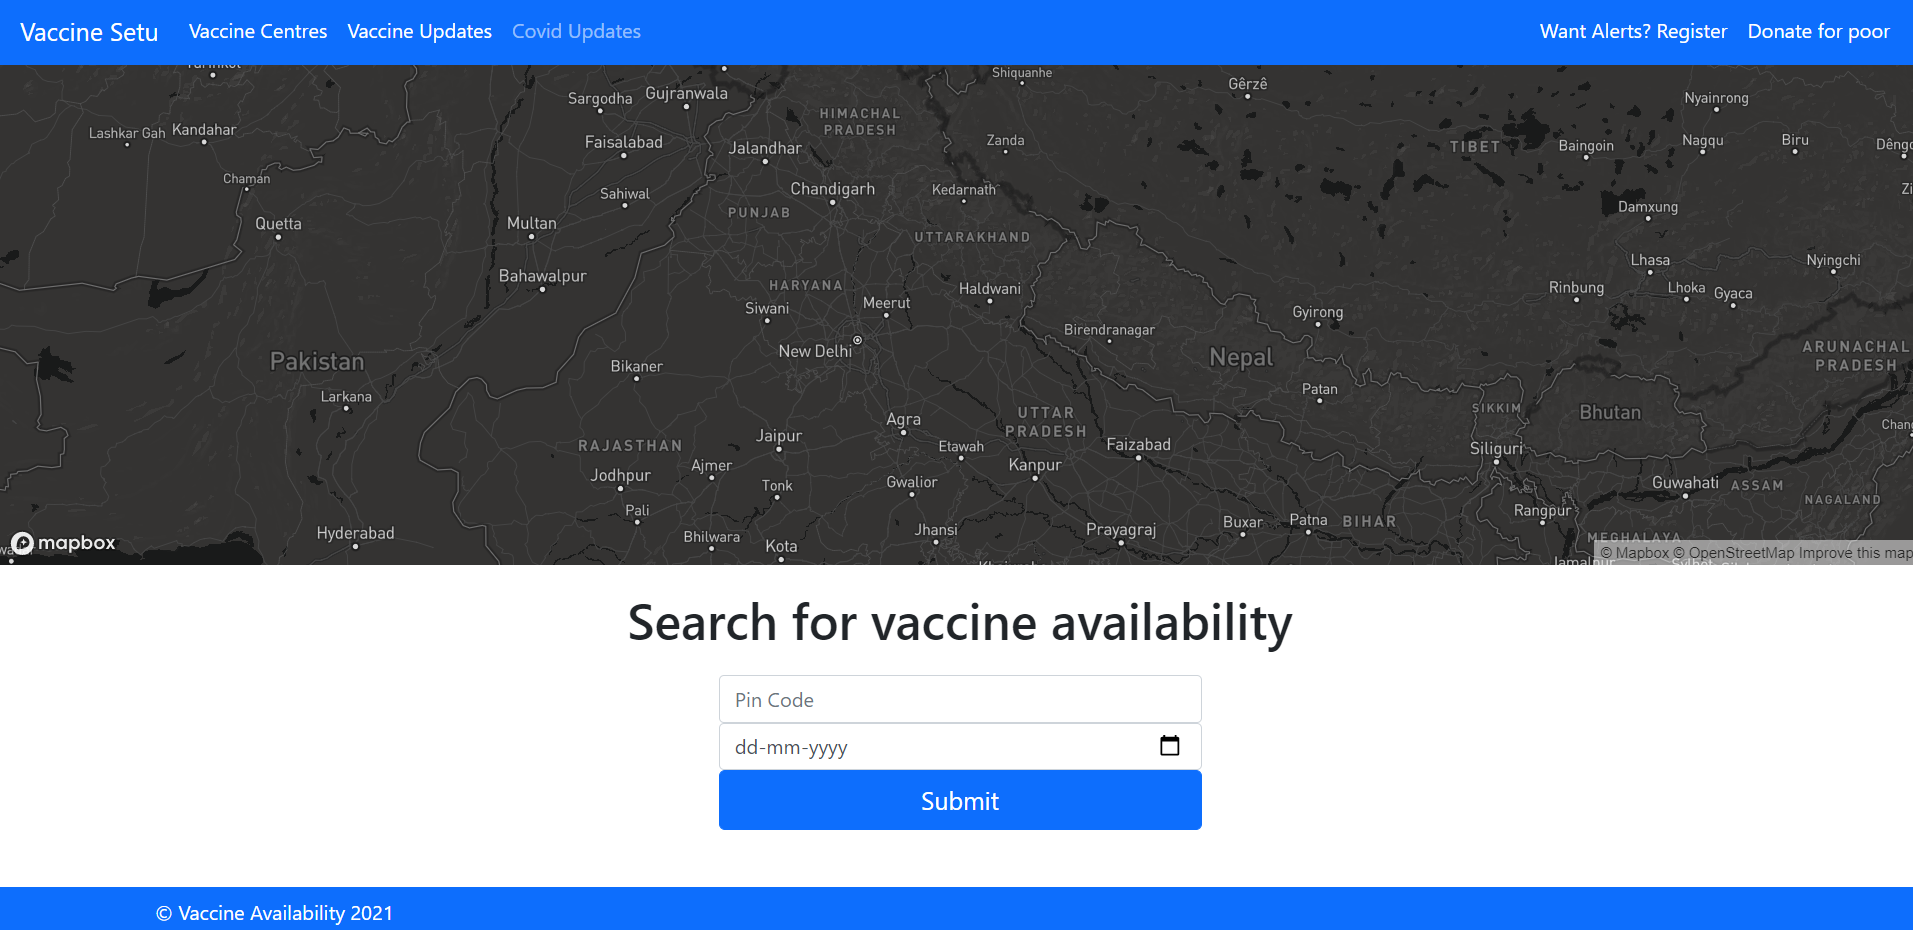 Vaccine Setu Vaccine Centres Vaccine Updates Covid Updates Want Alerts? Register Donate for poor
Shiquanhe
Gêrzê
Sargodha Gujranwala
Nyainrong
HIMACHAL
PRADESH
Lashkar Gah Kandahar
Faisalabad
Jalandhar
Zanda
TIBET
Baingoin
Nagqu
Biru
Chaman
Sahiwal
Chandigarh
Kedarnath
Quetta
Multan
PUNJAB
Damxung
UTTARAKHAND
Lhasa
Nyingchi
Bahawalpur
HARYANA
Haldwani
Rinbung
Lhoka Gyaca
Siwani
Meerut
Gyirong
Birendranagar
New Delhi
Pakistan
Bikaner
Nepal
ARUNACHAL
PRADESH
Larkana
Patan
SIKKIM
Bhutan
Agra
UTTAR
PRADESH
RAJASTHAN
Jaipur
Etawah
Faizabad
Siliguri
Jodhpur
Ajmer
Kanpur
Tonk
Gwalior
Guwahati ASSAM
NAGALAND
Pali
Rangpur
Hyderabad
Bhilwara
Kota
Jhansi
Prayagraj
Buxar
Patna BIHAR
MEGHALAYA
mapbox
© Mapbox © OpenStreetMap Improve this map
Search for vaccine availability
Pin Code
dd-mm-yyyy
Submit
© Vaccine Availability 2021